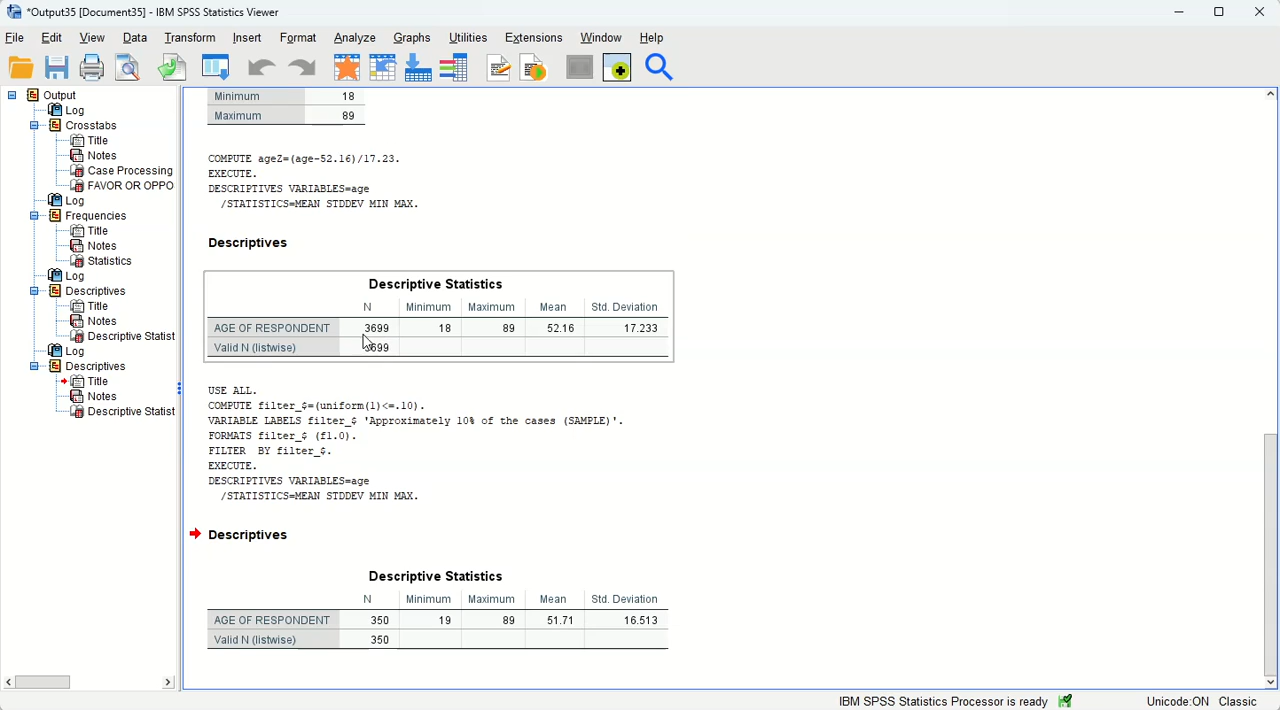 *Output35 [Document35] - IBM SPSS Statistics Viewer
File Edit View Data Transform Insert Format Analyze Graphs Utilities Extensions Window Help
Output
Log
Crosstabs
Title
Notes
Case Processing
FAVOR OR OPPO
Log
Frequencies
Title
Notes
Statistics
Log
Descriptives
Title
Notes
Descriptive Statist
Log
Descriptives
Title
Notes
Descriptive Statist
Minimum 18
Maximum 89
COMPUTE ageZ=(age-52.16)/17.23.
EXECUTE.
DESCRIPTIVES VARIABLES=age
/STATISTICS=MEAN STDDEV MIN MAX.
Descriptives
Descriptive Statistics
N Minimum Maximum Mean Std. Deviation
AGE OF RESPONDENT 3699 18 89 52.16 17.233
Valid N (listwise) 3699
USE ALL.
COMPUTE filter_$=(uniform(1)<=.10).
VARIABLE LABELS filter_$ 'Approximately 10% of the cases (SAMPLE)'.
FORMATS filter_$ (f1.0).
FILTER BY filter_$.
EXECUTE.
DESCRIPTIVES VARIABLES=age
/STATISTICS=MEAN STDDEV MIN MAX.
Descriptives
Descriptive Statistics
N Minimum Maximum Mean Std. Deviation
AGE OF RESPONDENT 350 19 89 51.71 16.513
Valid N (listwise) 350
IBM SPSS Statistics Processor is ready Unicode:ON Classic